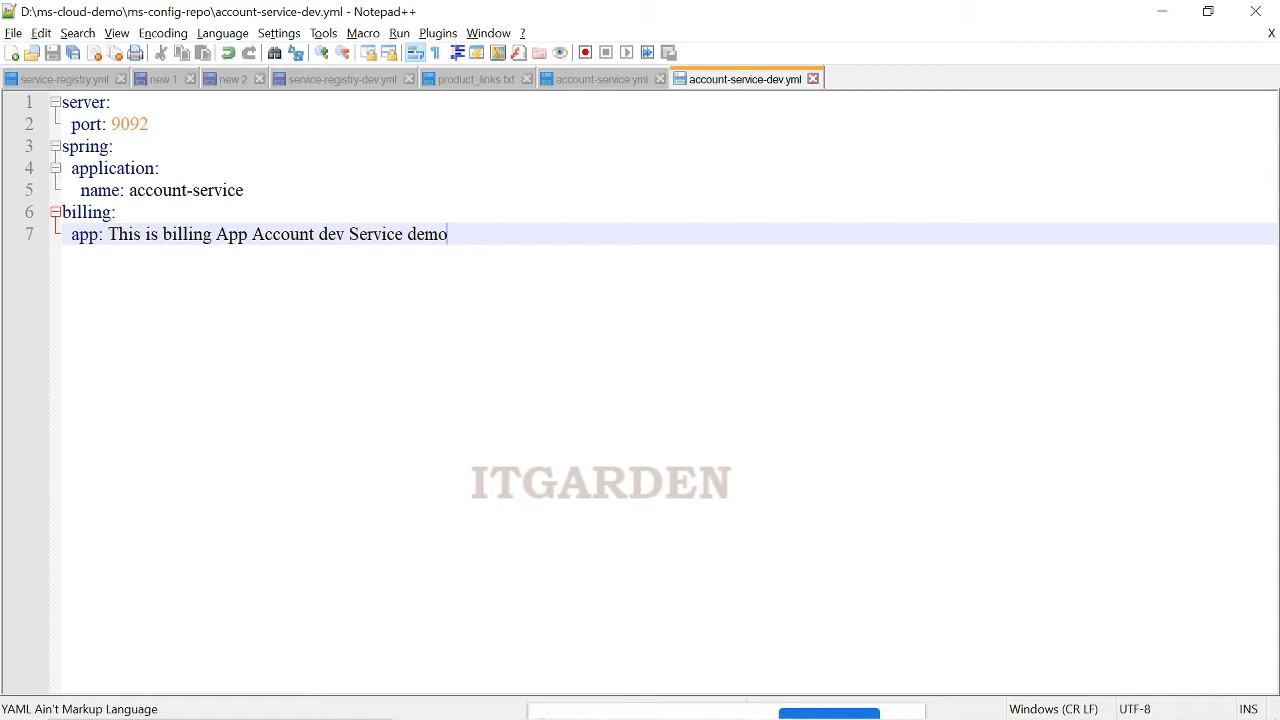 D:\ms-cloud-demo\ms-config-repo\account-service-dev.yml - Notepad++
File Edit Search View Encoding Language Settings Tools Macro Run Plugins Window ? X
service-registry.yml new 1 new 2 service-registry-dev.yml product_links.txt account-service.yml account-service-dev.yml
1 server:
2 port: 9092
3 spring:
4 application:
5 name: account-service
6 billing:
7 app: This is billing App Account dev Service demo
ITGARDEN
YAML Ain't Markup Language Windows (CR LF) UTF-8 INS